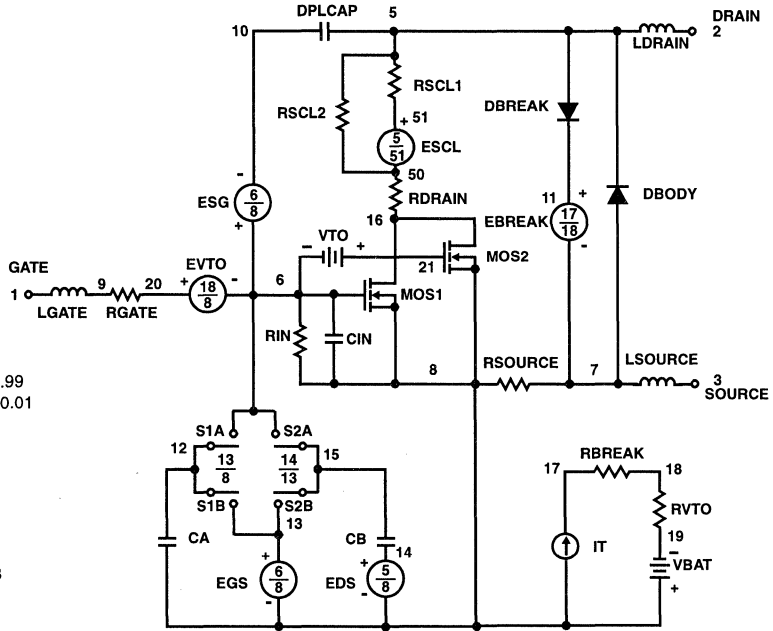 DPLCAP
5
10
DRAIN
2
LDRAIN
RSCL1
RSCL2
DBREAK
+ 51
5
51
ESCL
50
-
RDRAIN
11
+
DBODY
ESG
6
8
+
16
EBREAK
17
18
-
VTO
-
+
MOS2
21
GATE
1
9
20
EVTO
+
18
8
-
6
MOS1
LGATE
RGATE
RIN
CIN
8
RSOURCE
7
LSOURCE
3
SOURCE
.99
0.01
S1A
S2A
12
13
8
14
13
15
S1B
S2B
13
RBREAK
17
18
RVTO
19
CA
CB
14
IT
-
VBAT
+
+
EGS
6
8
-
+
EDS
5
8
-